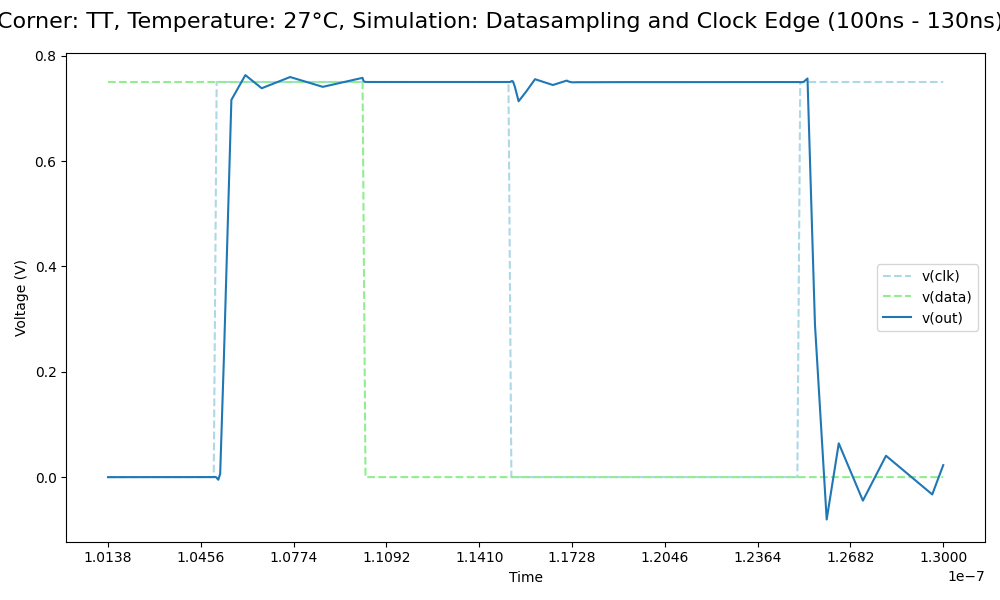 Corner: TT, Temperature: 27°C, Simulation: Datasampling and Clock Edge (100ns - 130ns)
0.8
0.6
0.4
0.2
0.0
Voltage (V)
v(clk)
v(data)
v(out)
1.0138 1.0456 1.0774 1.1092 1.1410 1.1728 1.2046 1.2364 1.2682 1.3000
1e−7
Time